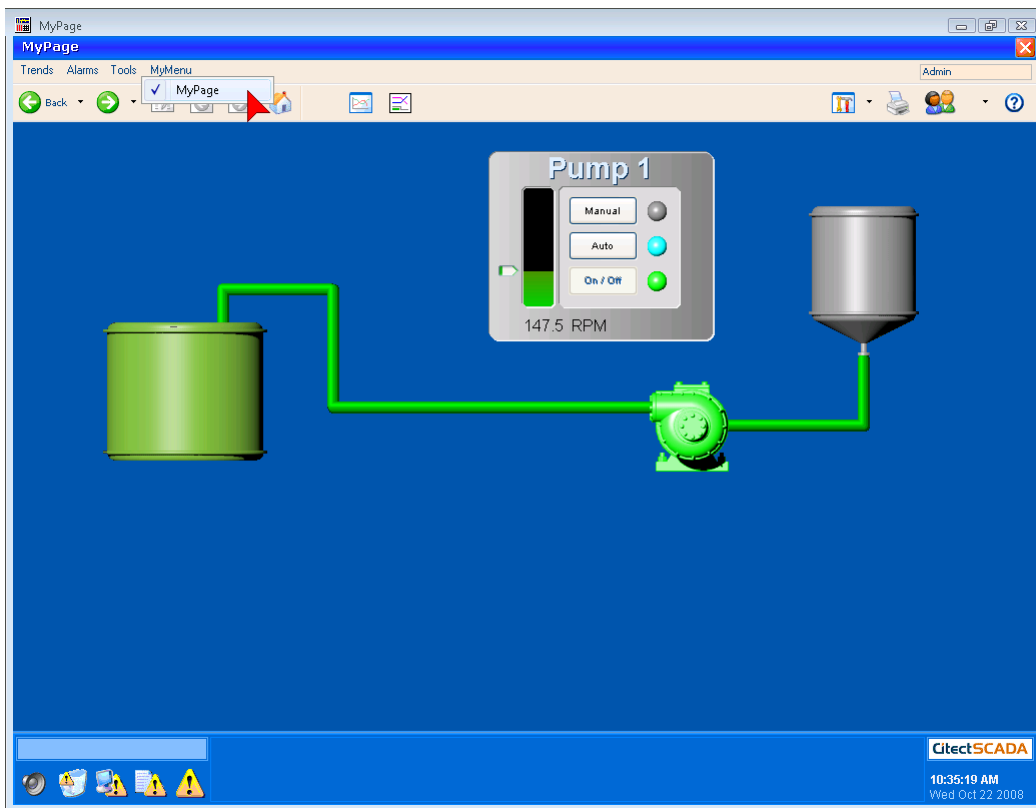 MyPage
MyPage
Trends Alarms Tools MyMenu
Admin
MyPage
Back
Pump 1
Manual
Auto
On / Off
147.5 RPM
CitectSCADA
10:35:19 AM
Wed Oct 22 2008